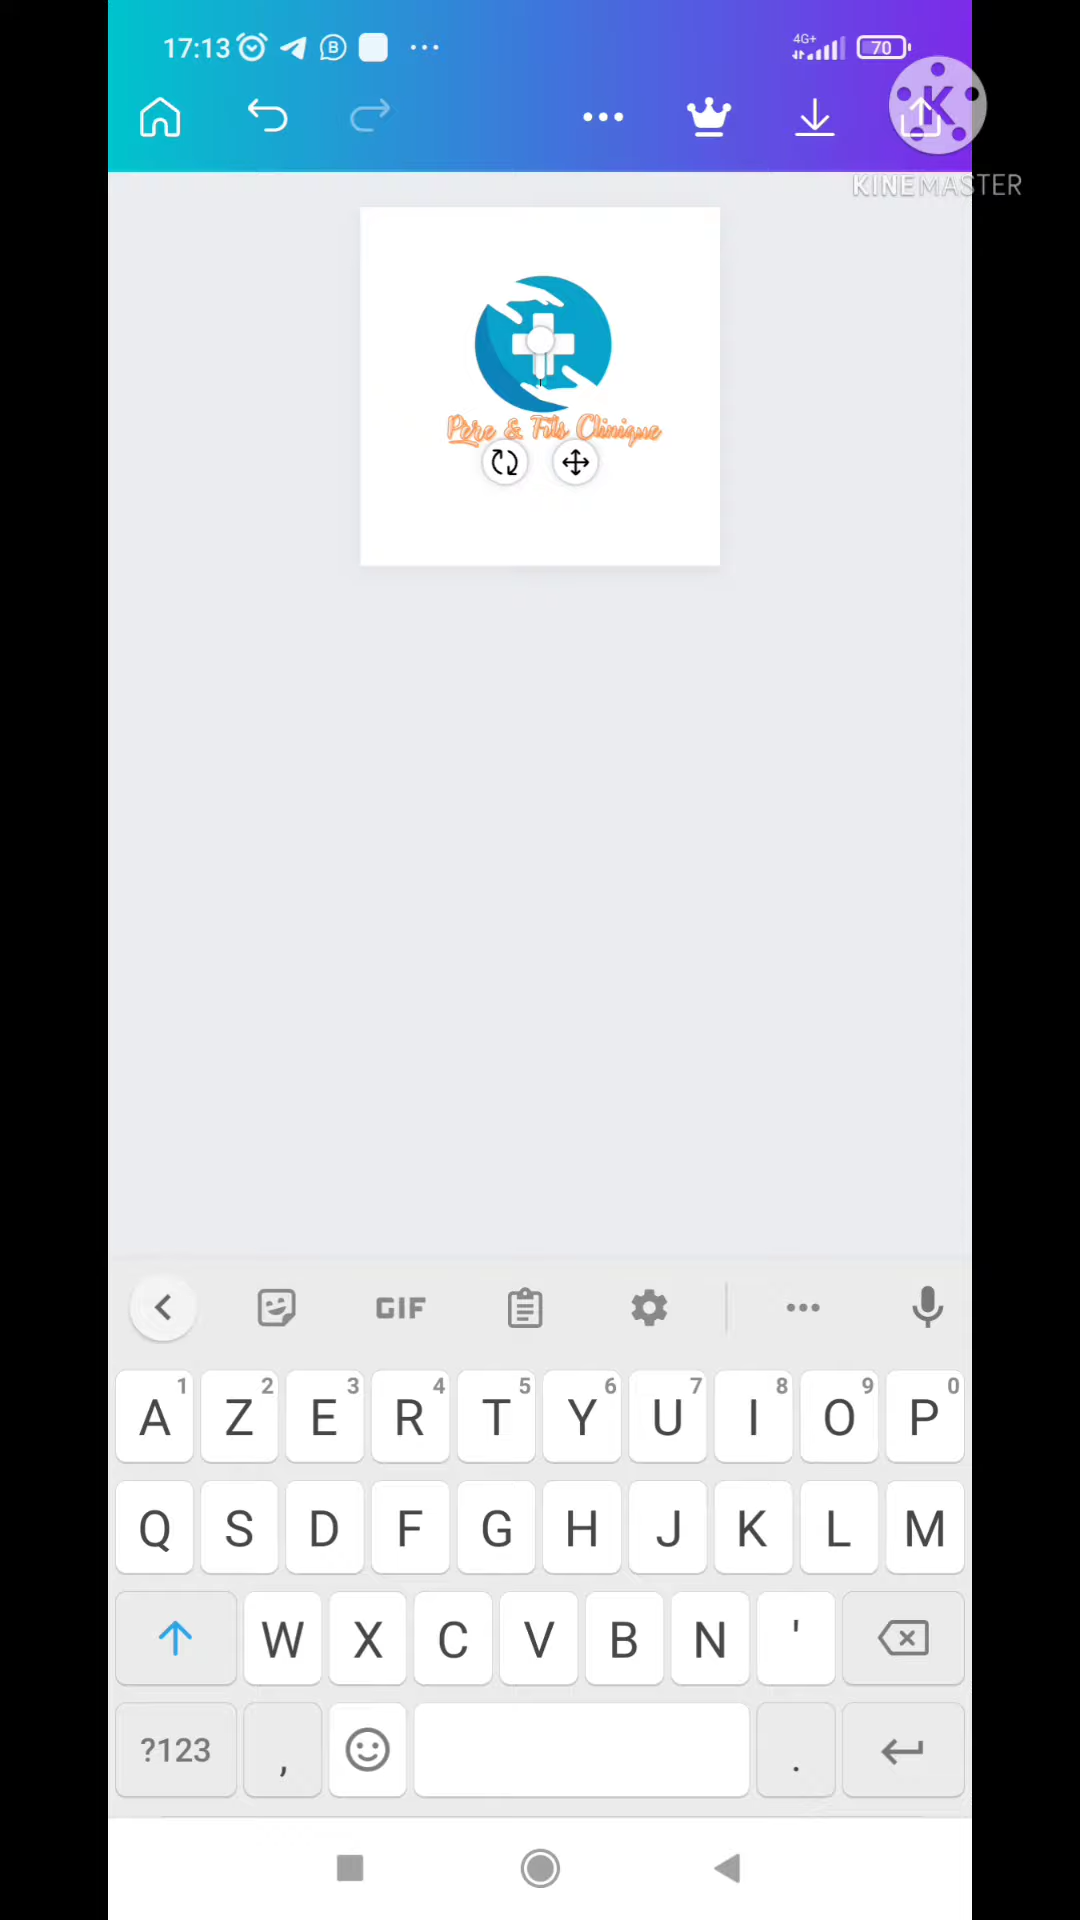 17:13 B 4G+ 70
K
KINEMASTER
Père & Fils Clinique
GIF
A 1 Z 2 E 3 R 4 T 5 Y 6 U 7 I 8 O 9 P 0
Q S D F G H J K L M
W X C V B N '
?123 , .